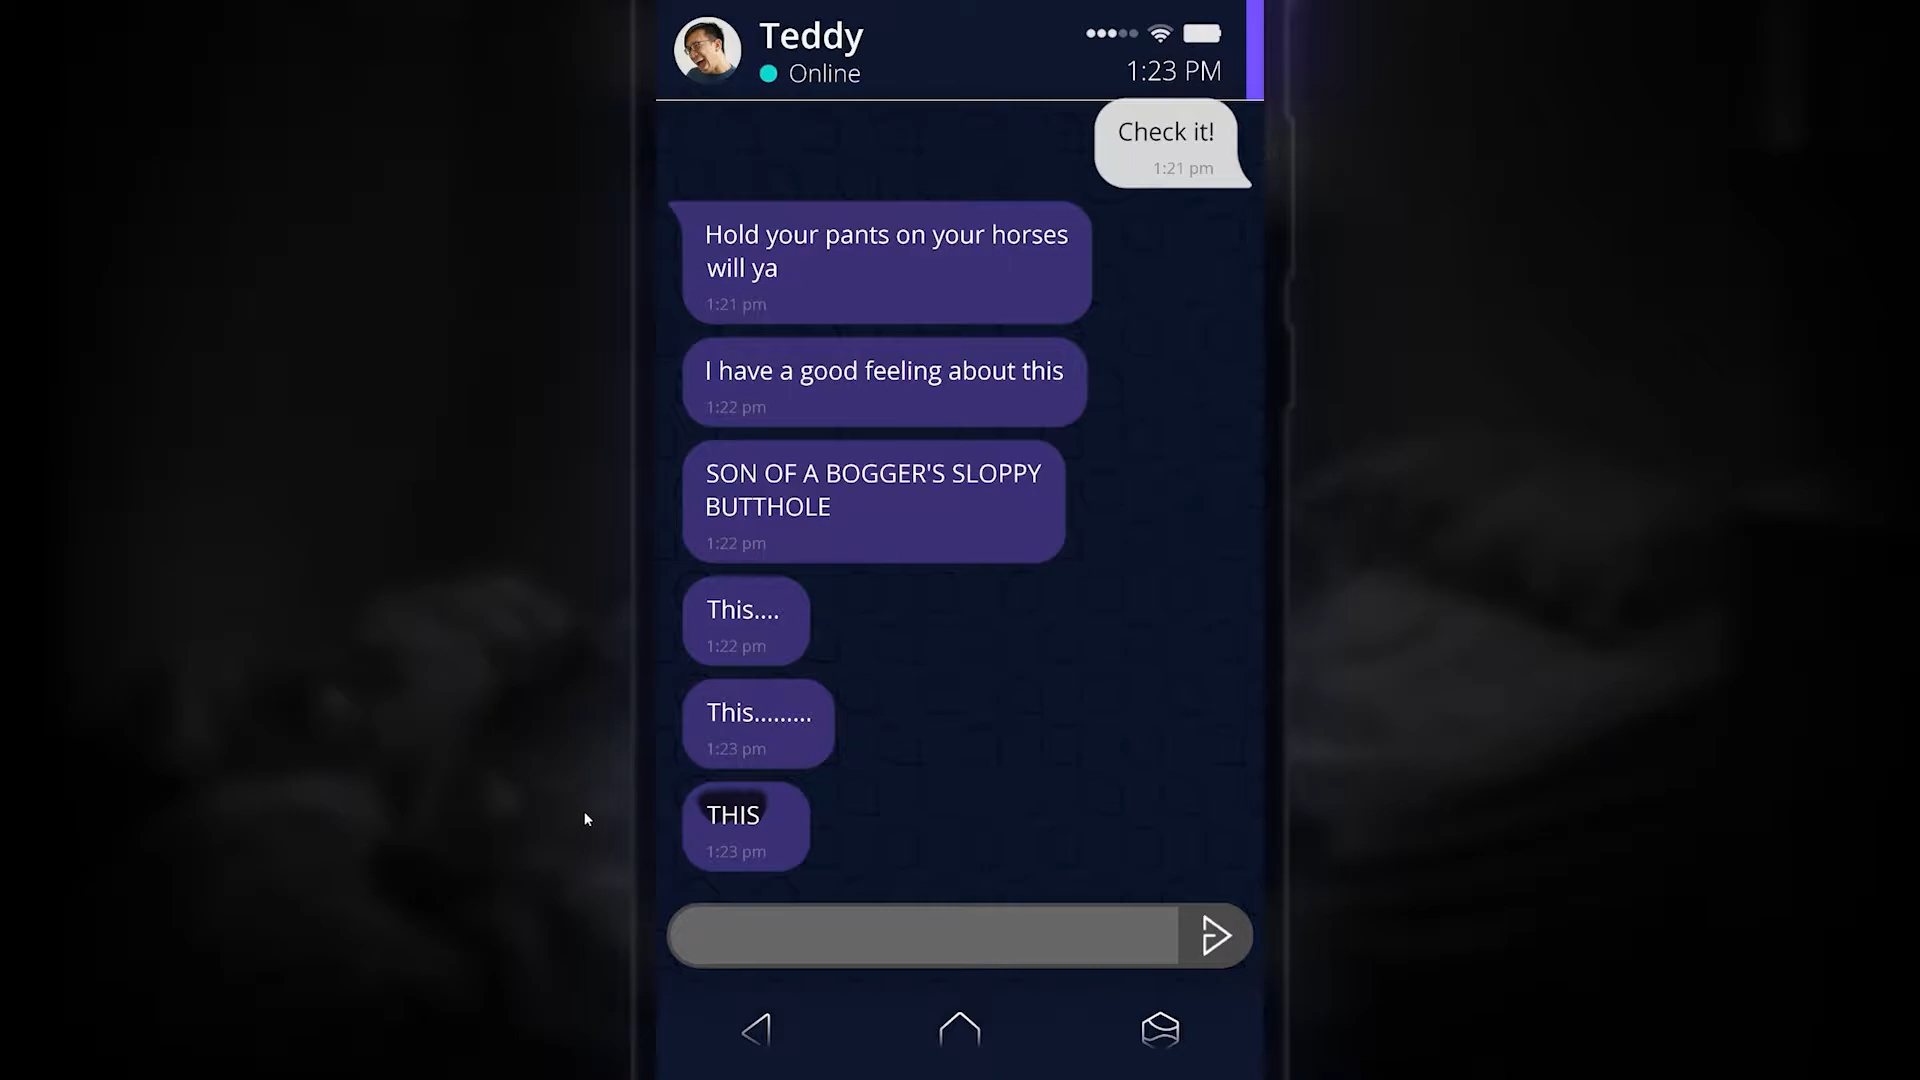 Teddy
Online
1:23 PM
Check it!
1:21 pm
Hold your pants on your horses
will ya
1:21 pm
I have a good feeling about this
1:22 pm
SON OF A BOGGER'S SLOPPY
BUTTHOLE
1:22 pm
This....
1:22 pm
This.........
1:23 pm
THIS
1:23 pm